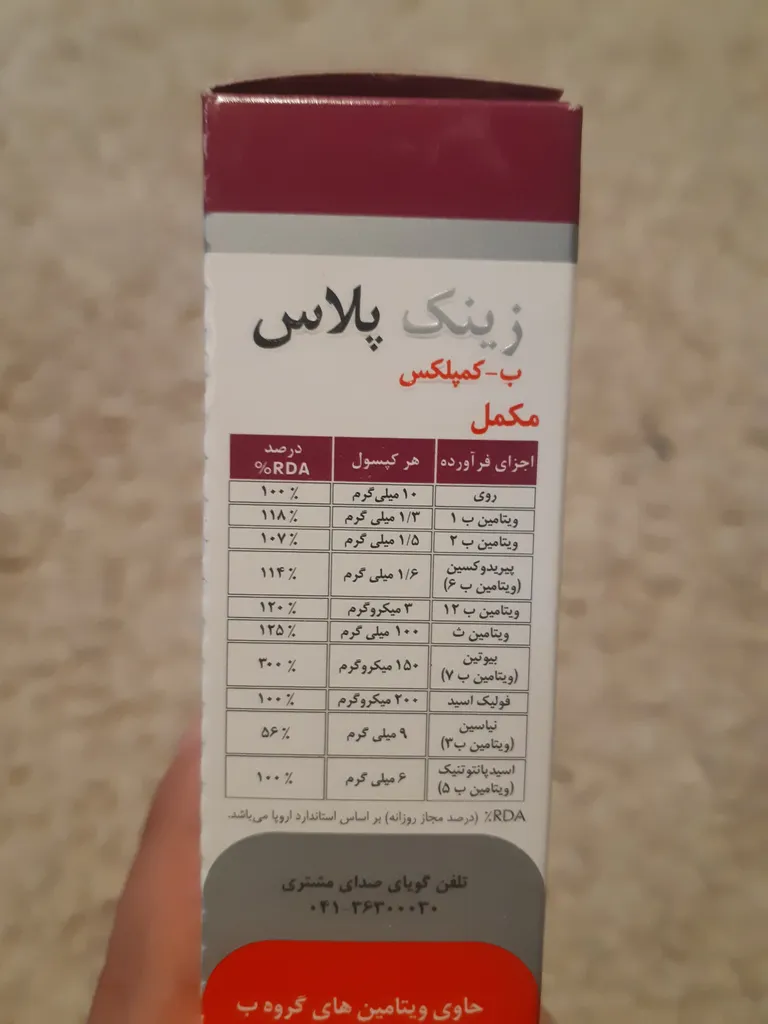 زینک پلاس
ب-کمپلکس
مکمل
اجزای فرآورده هر کپسول درصد RDA%
روی ۱۰ میلی‌گرم ۱۰۰٪
ویتامین ب ۱ ۱/۳ میلی گرم ۱۱۸٪
ویتامین ب ۲ ۱/۵ میلی گرم ۱۰۷٪
پیریدوکسین (ویتامین ب ۶) ۱/۶ میلی گرم ۱۱۴٪
ویتامین ب ۱۲ ۳ میکروگرم ۱۲۰٪
ویتامین ث ۱۰۰ میلی گرم ۱۲۵٪
بیوتین (ویتامین ب ۷) ۱۵۰ میکروگرم ۳۰۰٪
فولیک اسید ۲۰۰ میکروگرم ۱۰۰٪
نیاسین (ویتامین ب۳) ۹ میلی گرم ۵۶٪
اسیدپانتوتنیک (ویتامین ب ۵) ۶ میلی گرم ۱۰۰٪
RDA% (درصد مجاز روزانه) بر اساس استاندارد اروپا می‌باشد.
تلفن گویای صدای مشتری
۰۴۱-۳۶۳۰۰۰۳۰
حاوی ویتامین های گروه ب